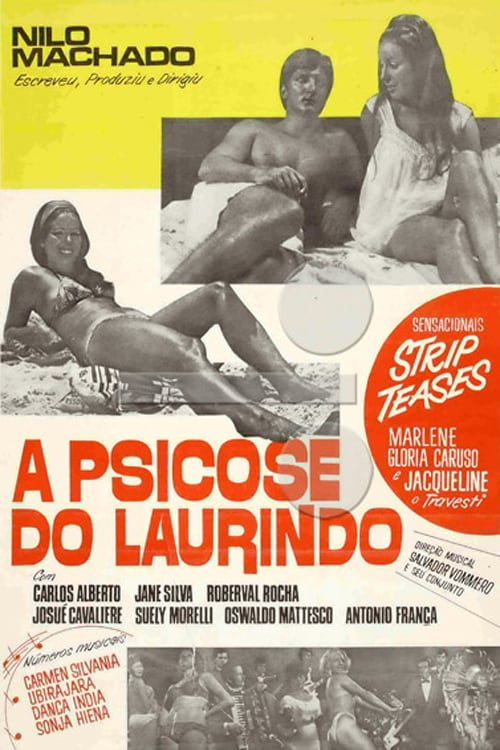 NILO
MACHADO
Escreveu, Produziu e Dirigiu
SENSACIONAIS
STRIP
TEASES
MARLENE
GLORIA CARUSO
e JACQUELINE
o Travesti
A PSICOSE
DO LAURINDO
DIREÇÃO MUSICAL
SALVADOR VOMMERO
E SEU CONJUNTO
Com
CARLOS ALBERTO JANE SILVA ROBERVAL ROCHA
JOSUÉ CAVALIERE SUELY MORELLI OSWALDO MATTESCO ANTONIO FRANÇA
Números musicais
CARMEN SILVANIA
UBIRAJARA
DANCA INDIA
SONJA HIENA